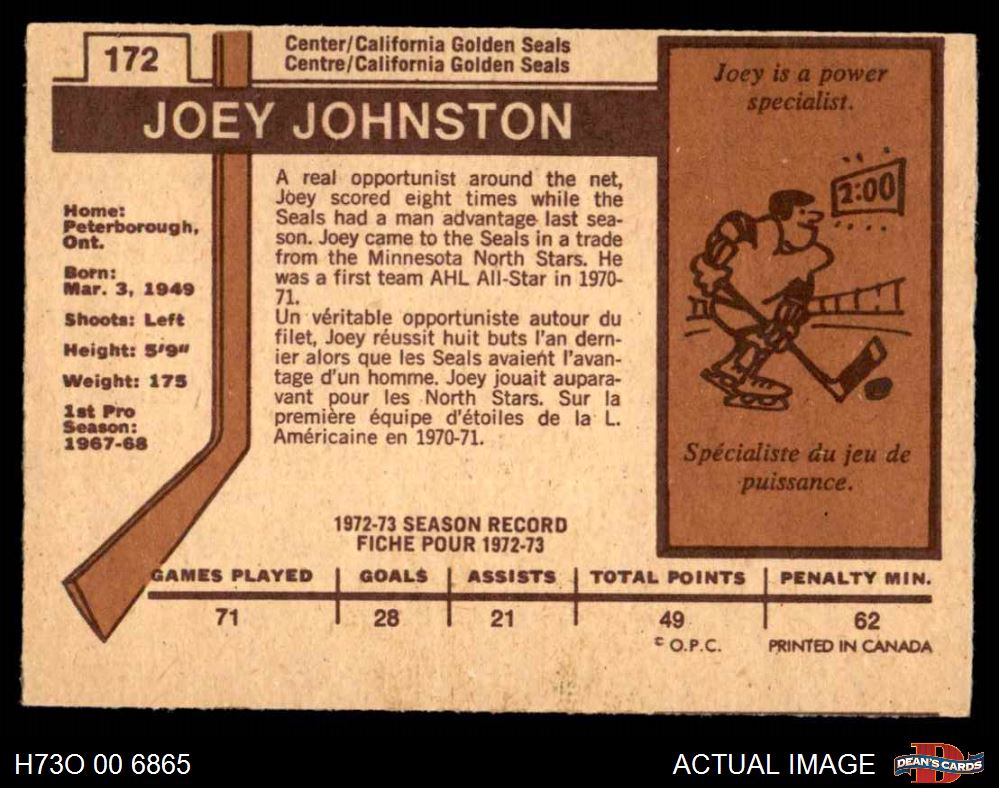 172
Center/California Golden Seals
Centre/California Golden Seals
JOEY JOHNSTON
Home:
Peterborough,
Ont.
Born:
Mar. 3, 1949
Shoots: Left
Height: 5'9"
Weight: 175
1st Pro
Season:
1967-68
A real opportunist around the net,
Joey scored eight times while the
Seals had a man advantage last sea-
son. Joey came to the Seals in a trade
from the Minnesota North Stars. He
was a first team AHL All-Star in 1970-
71.
Un véritable opportuniste autour du
filet, Joey réussit huit buts l'an dern-
ier alors que les Seals avaient l'avan-
tage d'un homme. Joey jouait aupara-
vant pour les North Stars. Sur la
première équipe d'étoiles de la L.
Américaine en 1970-71.
Joey is a power
specialist.
2:00
Spécialiste du jeu de
puissance.
1972-73 SEASON RECORD
FICHE POUR 1972-73
GAMES PLAYED GOALS ASSISTS TOTAL POINTS PENALTY MIN.
71 28 21 49 62
© O.P.C. PRINTED IN CANADA
H73O 00 6865 ACTUAL IMAGE DEAN'S CARDS